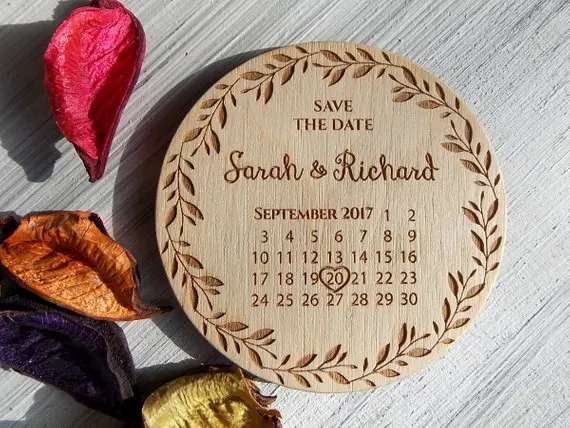 SAVE
THE DATE
Sarah & Richard
SEPTEMBER 2017 1 2
3 4 5 6 7 8 9
10 11 12 13 14 15 16
17 18 19 20 21 22 23
24 25 26 27 28 29 30